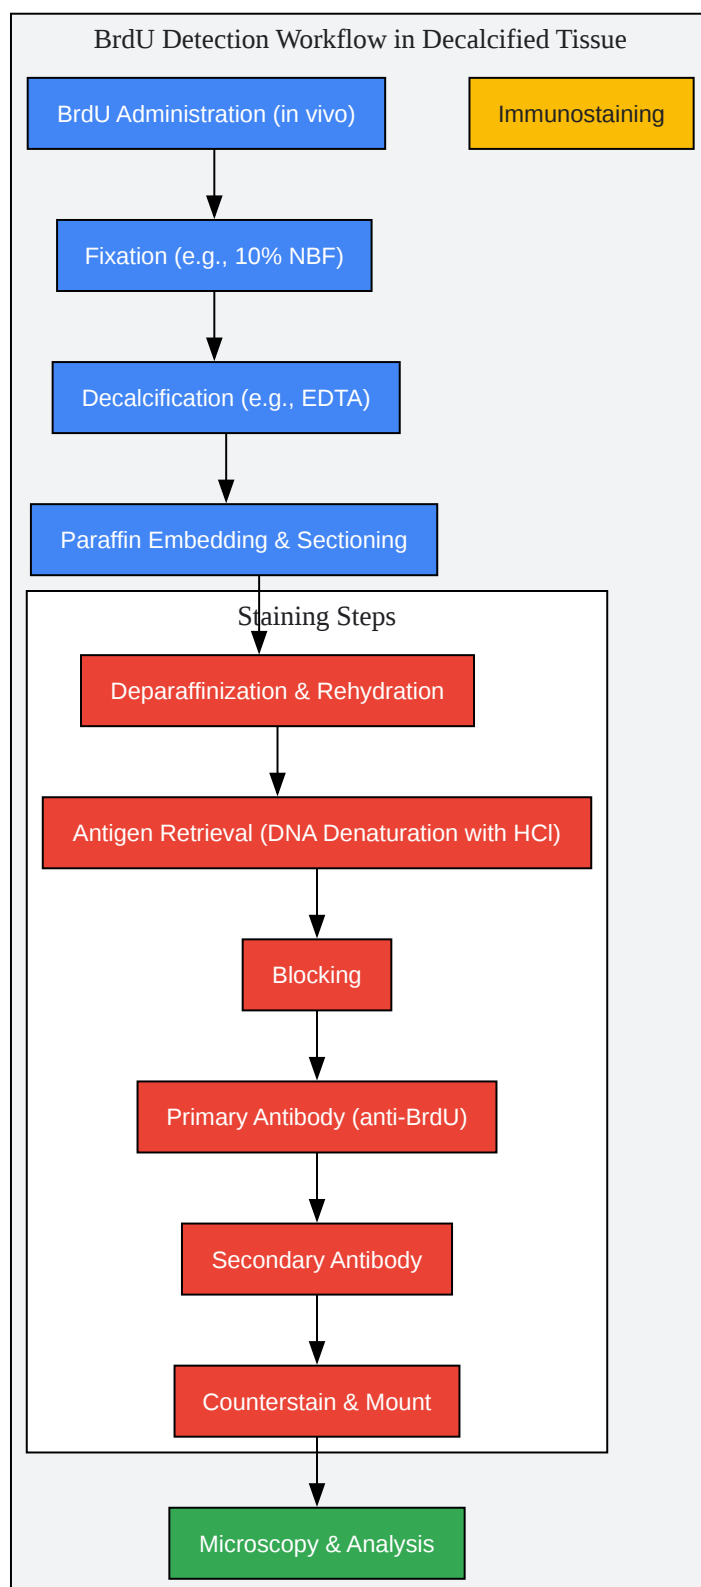 BrdU Detection Workflow in Decalcified Tissue
BrdU Administration (in vivo)
Immunostaining
Fixation (e.g., 10% NBF)
Decalcification (e.g., EDTA)
Paraffin Embedding & Sectioning
Staining Steps
Deparaffinization & Rehydration
Antigen Retrieval (DNA Denaturation with HCl)
Blocking
Primary Antibody (anti-BrdU)
Secondary Antibody
Counterstain & Mount
Microscopy & Analysis